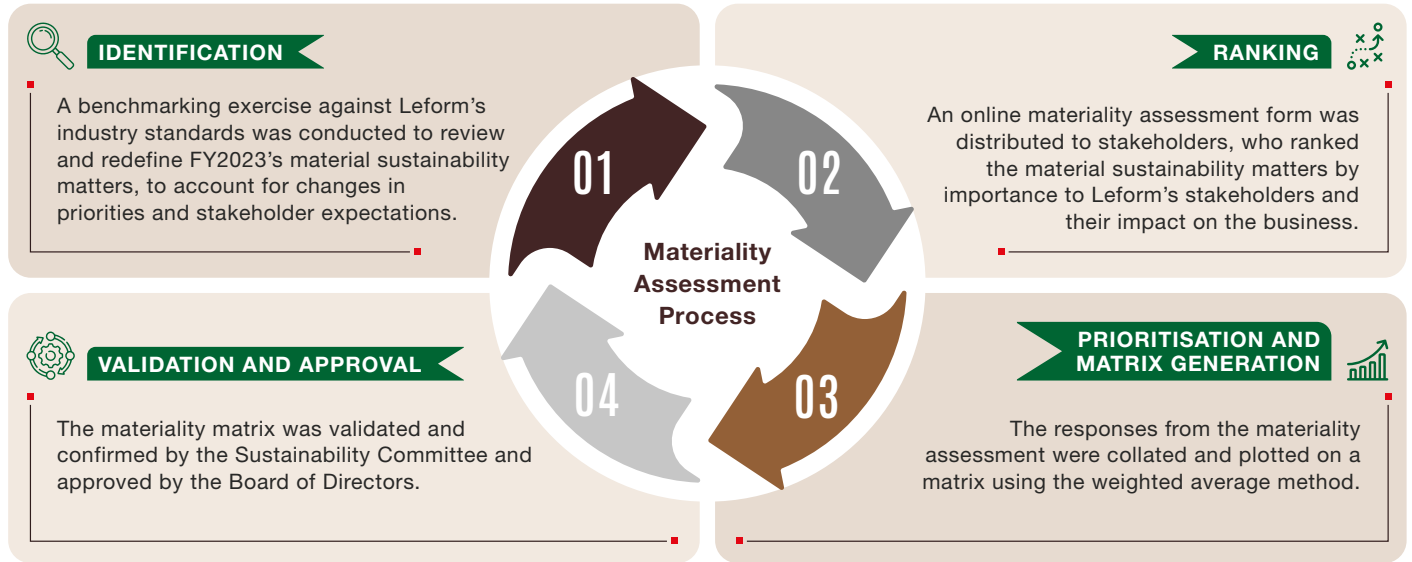 IDENTIFICATION
A benchmarking exercise against Leform's
industry standards was conducted to review
and redefine FY2023's material sustainability
matters, to account for changes in
priorities and stakeholder expectations.
01
RANKING
An online materiality assessment form was
distributed to stakeholders, who ranked
the material sustainability matters by
importance to Leform's stakeholders and
their impact on the business.
02
Materiality
Assessment
Process
PRIORITISATION AND
MATRIX GENERATION
The responses from the materiality
assessment were collated and plotted on a
matrix using the weighted average method.
03
VALIDATION AND APPROVAL
The materiality matrix was validated and
confirmed by the Sustainability Committee and
approved by the Board of Directors.
04